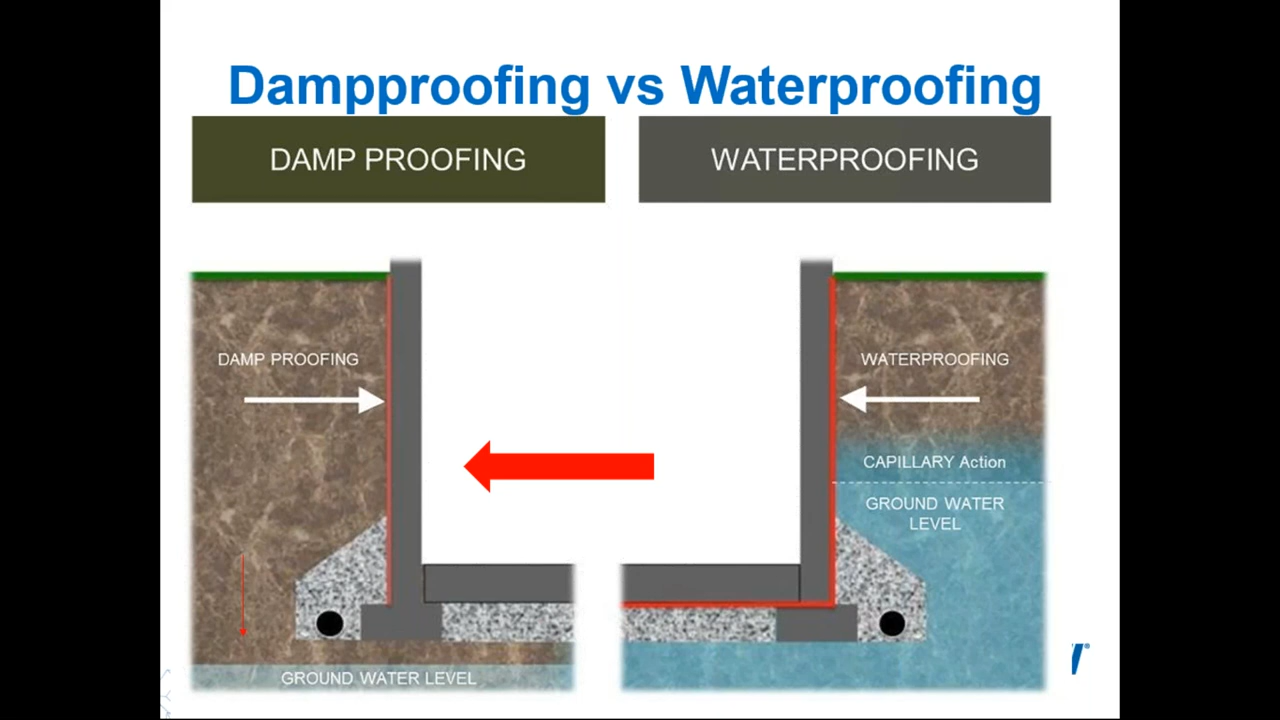 Dampproofing vs Waterproofing
DAMP PROOFING
WATERPROOFING
DAMP PROOFING
WATERPROOFING
CAPILLARY Action
GROUND WATER
LEVEL
GROUND WATER LEVEL